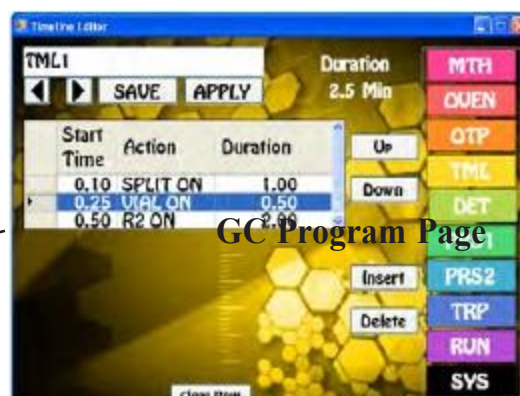 Timeline Editor
TML1
Duration
2.5 Min
SAVE APPLY
MTH
OVEN
OTP
TML
DET
PRS2
TRP
RUN
SYS
Start Time Action Duration
0.10 SPLIT ON 1.00
0.25 VIAL ON 0.50
0.50 R2 ON 2.00
Up
Down
GC Program Page
Insert
Delete